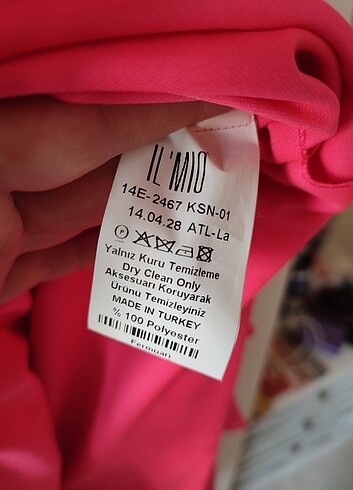 IL'MIO
14E-2467 KSN-01
14.04.28 ATL-La
Yalnız Kuru Temizleme
Dry Clean Only
Aksesuarı Koruyarak
Ürünü Temizleyiniz
MADE IN TURKEY
% 100 Polyester
Fermuarı